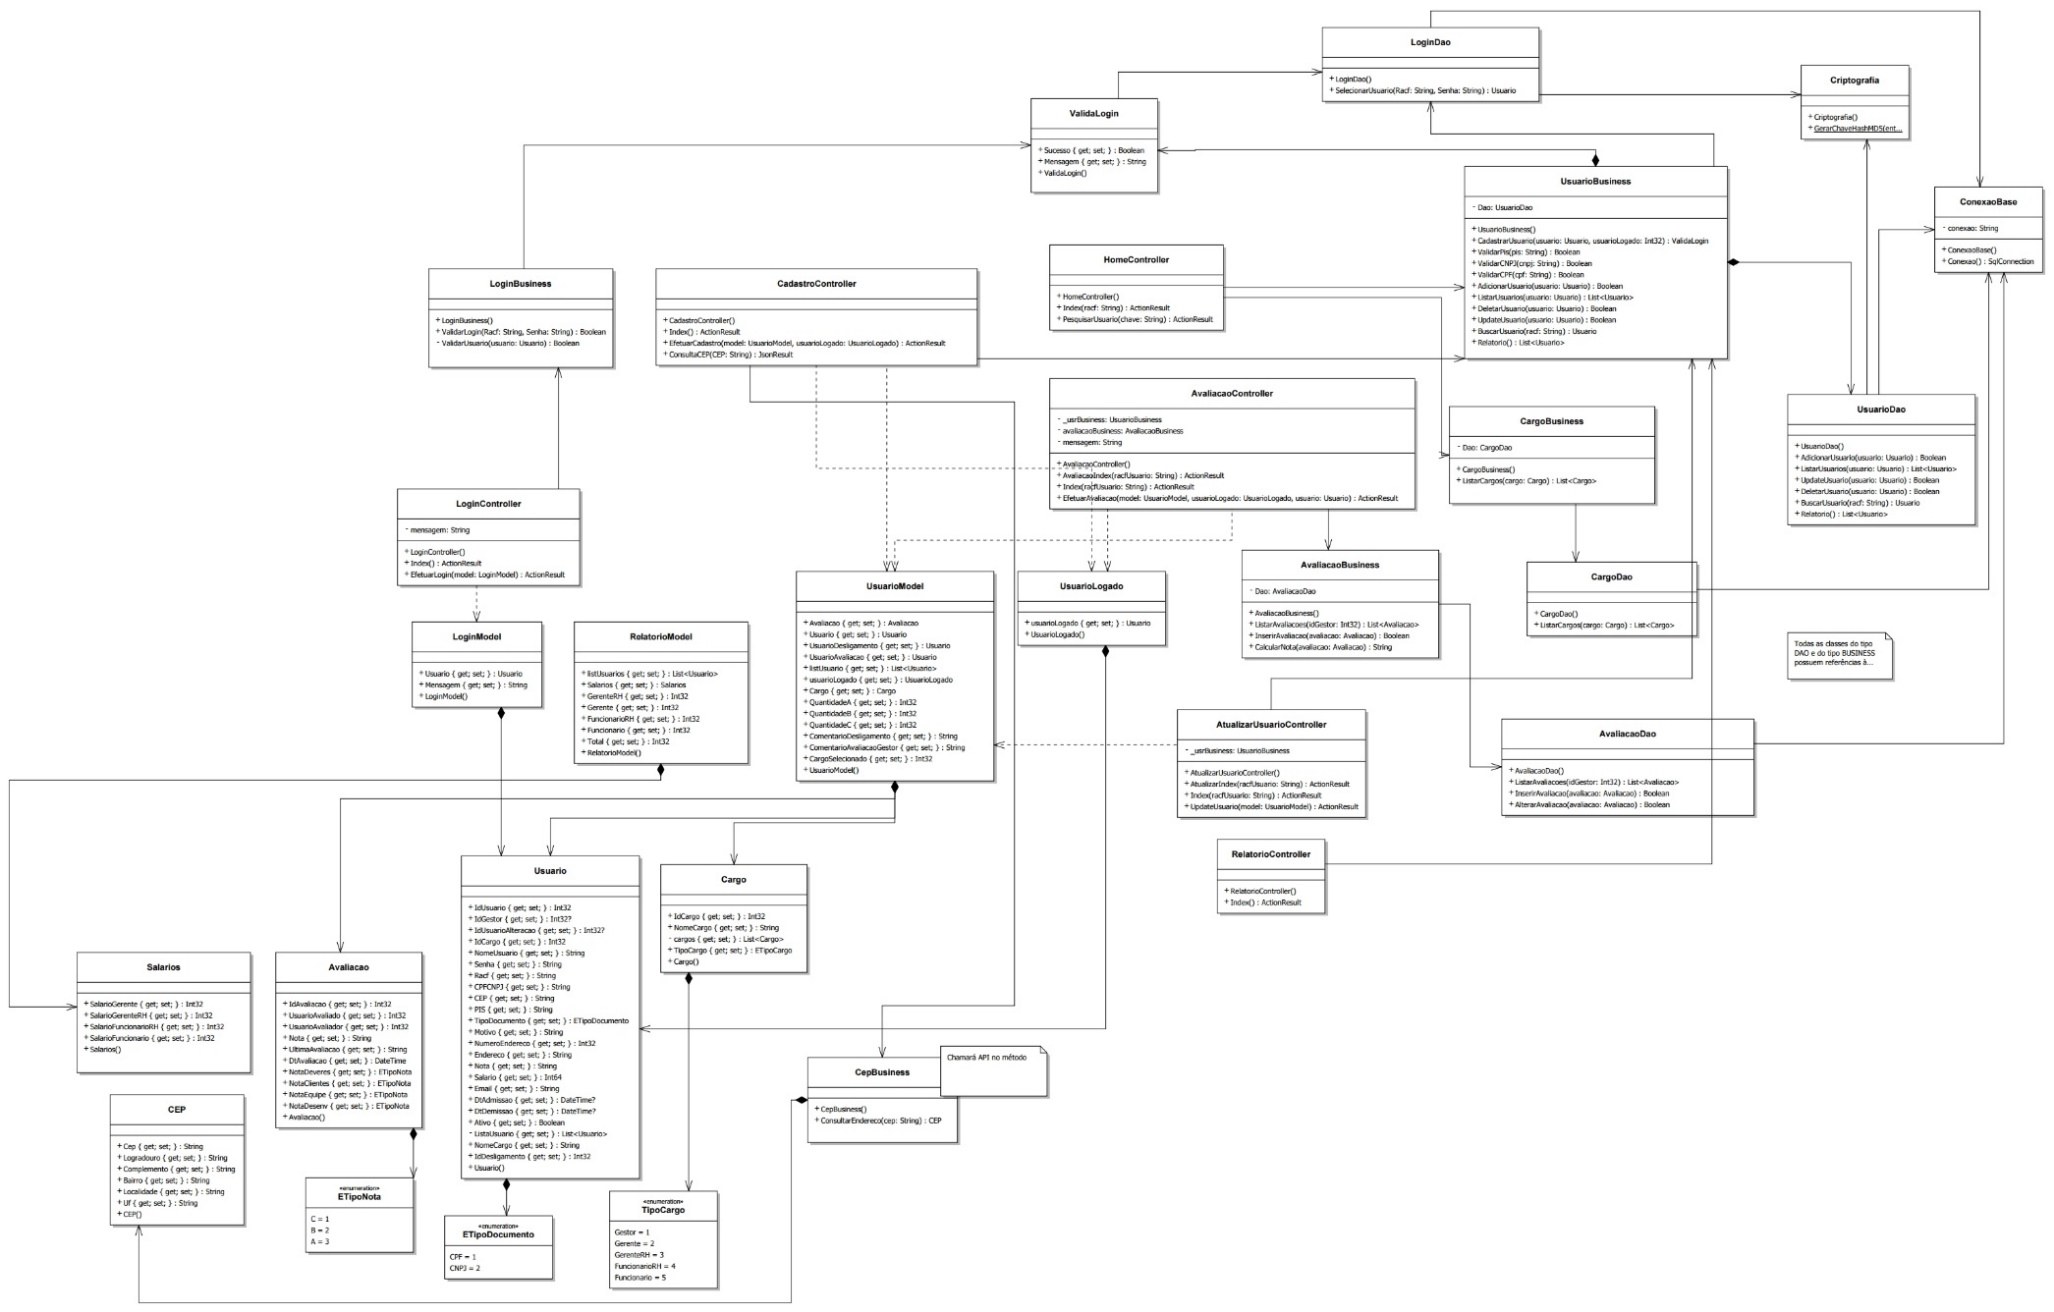 LoginDao
+ LoginDao()
+ SelecionarUsuario(Racf: String, Senha: String) : Usuario
Criptografia
+ Criptografia()
+ GerarChaveHashMD5(ent...
ValidaLogin
+ Sucesso { get; set; } : Boolean
+ Mensagem { get; set; } : String
+ ValidaLogin()
UsuarioBusiness
- Dao: UsuarioDao
+ UsuarioBusiness()
+ CadastrarUsuario(usuario: Usuario, usuarioLogado: Int32) : ValidaLogin
+ ValidarPis(pis: String) : Boolean
+ ValidarCNPJ(cnpj: String) : Boolean
+ ValidarCPF(cpf: String) : Boolean
+ AdicionarUsuario(usuario: Usuario) : Boolean
+ ListarUsuarios(usuario: Usuario) : List<Usuario>
+ DeletarUsuario(usuario: Usuario) : Boolean
+ UpdateUsuario(usuario: Usuario) : Boolean
+ BuscarUsuario(racf: String) : Usuario
+ Relatorio() : List<Usuario>
ConexaoBase
- conexao: String
+ ConexaoBase()
+ Conexao() : SqlConnection
LoginBusiness
+ LoginBusiness()
+ ValidarLogin(Racf: String, Senha: String) : Boolean
- ValidarUsuario(usuario: Usuario) : Boolean
CadastroController
+ CadastroController()
+ Index() : ActionResult
+ EfetuarCadastro(model: UsuarioModel, usuarioLogado: UsuarioLogado) : ActionResult
+ ConsultaCEP(CEP: String) : JsonResult
HomeController
+ HomeController()
+ Index(racf: String) : ActionResult
+ PesquisarUsuario(chave: String) : ActionResult
AvaliacaoController
- _usrBusiness: UsuarioBusiness
- avaliacaoBusiness: AvaliacaoBusiness
- mensagem: String
+ AvaliacaoController()
+ AvaliacaoIndex(racfUsuario: String) : ActionResult
+ Index(racfUsuario: String) : ActionResult
+ EfetuarAvaliacao(model: UsuarioModel, usuarioLogado: UsuarioLogado, usuario: Usuario) : ActionResult
CargoBusiness
- Dao: CargoDao
+ CargoBusiness()
+ ListarCargos(cargo: Cargo) : List<Cargo>
UsuarioDao
+ UsuarioDao()
+ AdicionarUsuario(usuario: Usuario) : Boolean
+ ListarUsuarios(usuario: Usuario) : List<Usuario>
+ UpdateUsuario(usuario: Usuario) : Boolean
+ DeletarUsuario(usuario: Usuario) : Boolean
+ BuscarUsuario(racf: String) : Usuario
+ Relatorio() : List<Usuario>
LoginController
- mensagem: String
+ LoginController()
+ Index() : ActionResult
+ EfetuarLogin(model: LoginModel) : ActionResult
LoginModel
+ Usuario { get; set; } : Usuario
+ Mensagem { get; set; } : String
+ LoginModel()
RelatorioModel
+ listUsuarios { get; set; } : List<Usuario>
+ Salarios { get; set; } : Salarios
+ GerenteRH { get; set; } : Int32
+ Gerente { get; set; } : Int32
+ FuncionarioRH { get; set; } : Int32
+ Funcionario { get; set; } : Int32
+ Total { get; set; } : Int32
+ RelatorioModel()
UsuarioModel
+ Avaliacao { get; set; } : Avaliacao
+ Usuario { get; set; } : Usuario
+ UsuarioDesligamento { get; set; } : Usuario
+ UsuarioAvaliacao { get; set; } : Usuario
+ listUsuario { get; set; } : List<Usuario>
+ usuarioLogado { get; set; } : UsuarioLogado
+ Cargo { get; set; } : Cargo
+ QuantidadeA { get; set; } : Int32
+ QuantidadeB { get; set; } : Int32
+ QuantidadeC { get; set; } : Int32
+ ComentarioDesligamento { get; set; } : String
+ ComentarioAvaliacaoGestor { get; set; } : String
+ CargoSelecionado { get; set; } : Int32
+ UsuarioModel()
UsuarioLogado
+ usuarioLogado { get; set; } : Usuario
+ UsuarioLogado()
AvaliacaoBusiness
- Dao: AvaliacaoDao
+ AvaliacaoBusiness()
+ ListarAvaliacoes(idGestor: Int32) : List<Avaliacao>
+ InserirAvaliacao(avaliacao: Avaliacao) : Boolean
+ CalcularNota(avaliacao: Avaliacao) : String
CargoDao
+ CargoDao()
+ ListarCargos(cargo: Cargo) : List<Cargo>
Todas as classes do tipo
DAO e do tipo BUSINESS
possuem referências à...
AtualizarUsuarioController
- _usrBusiness: UsuarioBusiness
+ AtualizarUsuarioController()
+ AtualizarIndex(racfUsuario: String) : ActionResult
+ Index(racfUsuario: String) : ActionResult
+ UpdateUsuario(model: UsuarioModel) : ActionResult
AvaliacaoDao
+ AvaliacaoDao()
+ ListarAvaliacoes(idGestor: Int32) : List<Avaliacao>
+ InserirAvaliacao(avaliacao: Avaliacao) : Boolean
+ AlterarAvaliacao(avaliacao: Avaliacao) : Boolean
RelatorioController
+ RelatorioController()
+ Index() : ActionResult
Usuario
+ IdUsuario { get; set; } : Int32
+ IdGestor { get; set; } : Int32?
+ IdUsuarioAlteracao { get; set; } : Int32?
+ IdCargo { get; set; } : Int32
+ NomeUsuario { get; set; } : String
+ Senha { get; set; } : String
+ Racf { get; set; } : String
+ CPFCNPJ { get; set; } : String
+ CEP { get; set; } : String
+ PIS { get; set; } : String
+ TipoDocumento { get; set; } : ETipoDocumento
+ Motivo { get; set; } : String
+ NumeroEndereco { get; set; } : Int32
+ Endereco { get; set; } : String
+ Nota { get; set; } : String
+ Salario { get; set; } : Int64
+ Email { get; set; } : String
+ DtAdmissao { get; set; } : DateTime?
+ DtDemissao { get; set; } : DateTime?
+ Ativo { get; set; } : Boolean
- ListaUsuario { get; set; } : List<Usuario>
+ NomeCargo { get; set; } : String
+ IdDesligamento { get; set; } : Int32
+ Usuario()
Cargo
+ IdCargo { get; set; } : Int32
+ NomeCargo { get; set; } : String
- cargos { get; set; } : List<Cargo>
+ TipoCargo { get; set; } : ETipoCargo
+ Cargo()
Salarios
+ SalarioGerente { get; set; } : Int32
+ SalarioGerenteRH { get; set; } : Int32
+ SalarioFuncionarioRH { get; set; } : Int32
+ SalarioFuncionario { get; set; } : Int32
+ Salarios()
Avaliacao
+ IdAvaliacao { get; set; } : Int32
+ UsuarioAvaliado { get; set; } : Int32
+ UsuarioAvaliador { get; set; } : Int32
+ Nota { get; set; } : String
+ UltimaAvaliacao { get; set; } : String
+ DtAvaliacao { get; set; } : DateTime
+ NotaDeveres { get; set; } : ETipoNota
+ NotaClientes { get; set; } : ETipoNota
+ NotaEquipe { get; set; } : ETipoNota
+ NotaDesenv { get; set; } : ETipoNota
+ Avaliacao()
CepBusiness
+ CepBusiness()
+ ConsultarEndereco(cep: String) : CEP
Chamará API no método
CEP
+ Cep { get; set; } : String
+ Logradouro { get; set; } : String
+ Complemento { get; set; } : String
+ Bairro { get; set; } : String
+ Localidade { get; set; } : String
+ Uf { get; set; } : String
+ CEP()
«enumeration»
ETipoNota
C = 1
B = 2
A = 3
«enumeration»
ETipoDocumento
CPF = 1
CNPJ = 2
«enumeration»
TipoCargo
Gestor = 1
Gerente = 2
GerenteRH = 3
FuncionarioRH = 4
Funcionario = 5